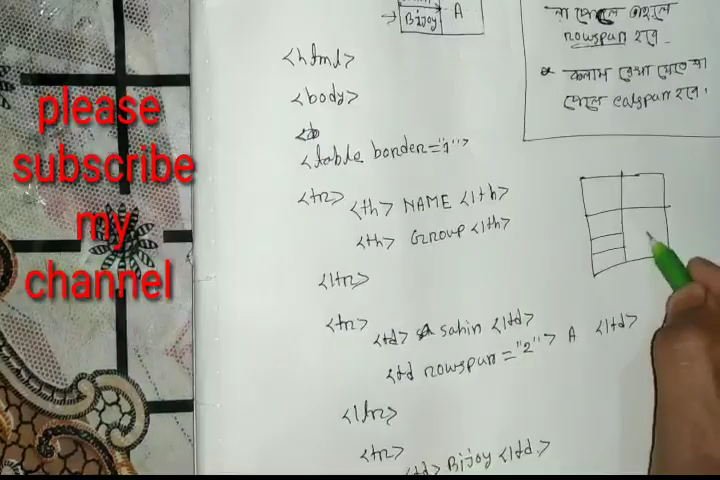 Bijoy A
না পেলে তাহলে
rowspan হবে
* কলাম দেখা যেতে না
পেলে colspan হবে।
<html>
<body>
<table border="1">
<tr> <th> NAME </th>
<th> Group </th>
</tr>
<tr> <td> sahin </td>
<td rowspan="2"> A </td>
</tr>
<tr>
<td> Bijoy </td>
please
subscribe
my
channel